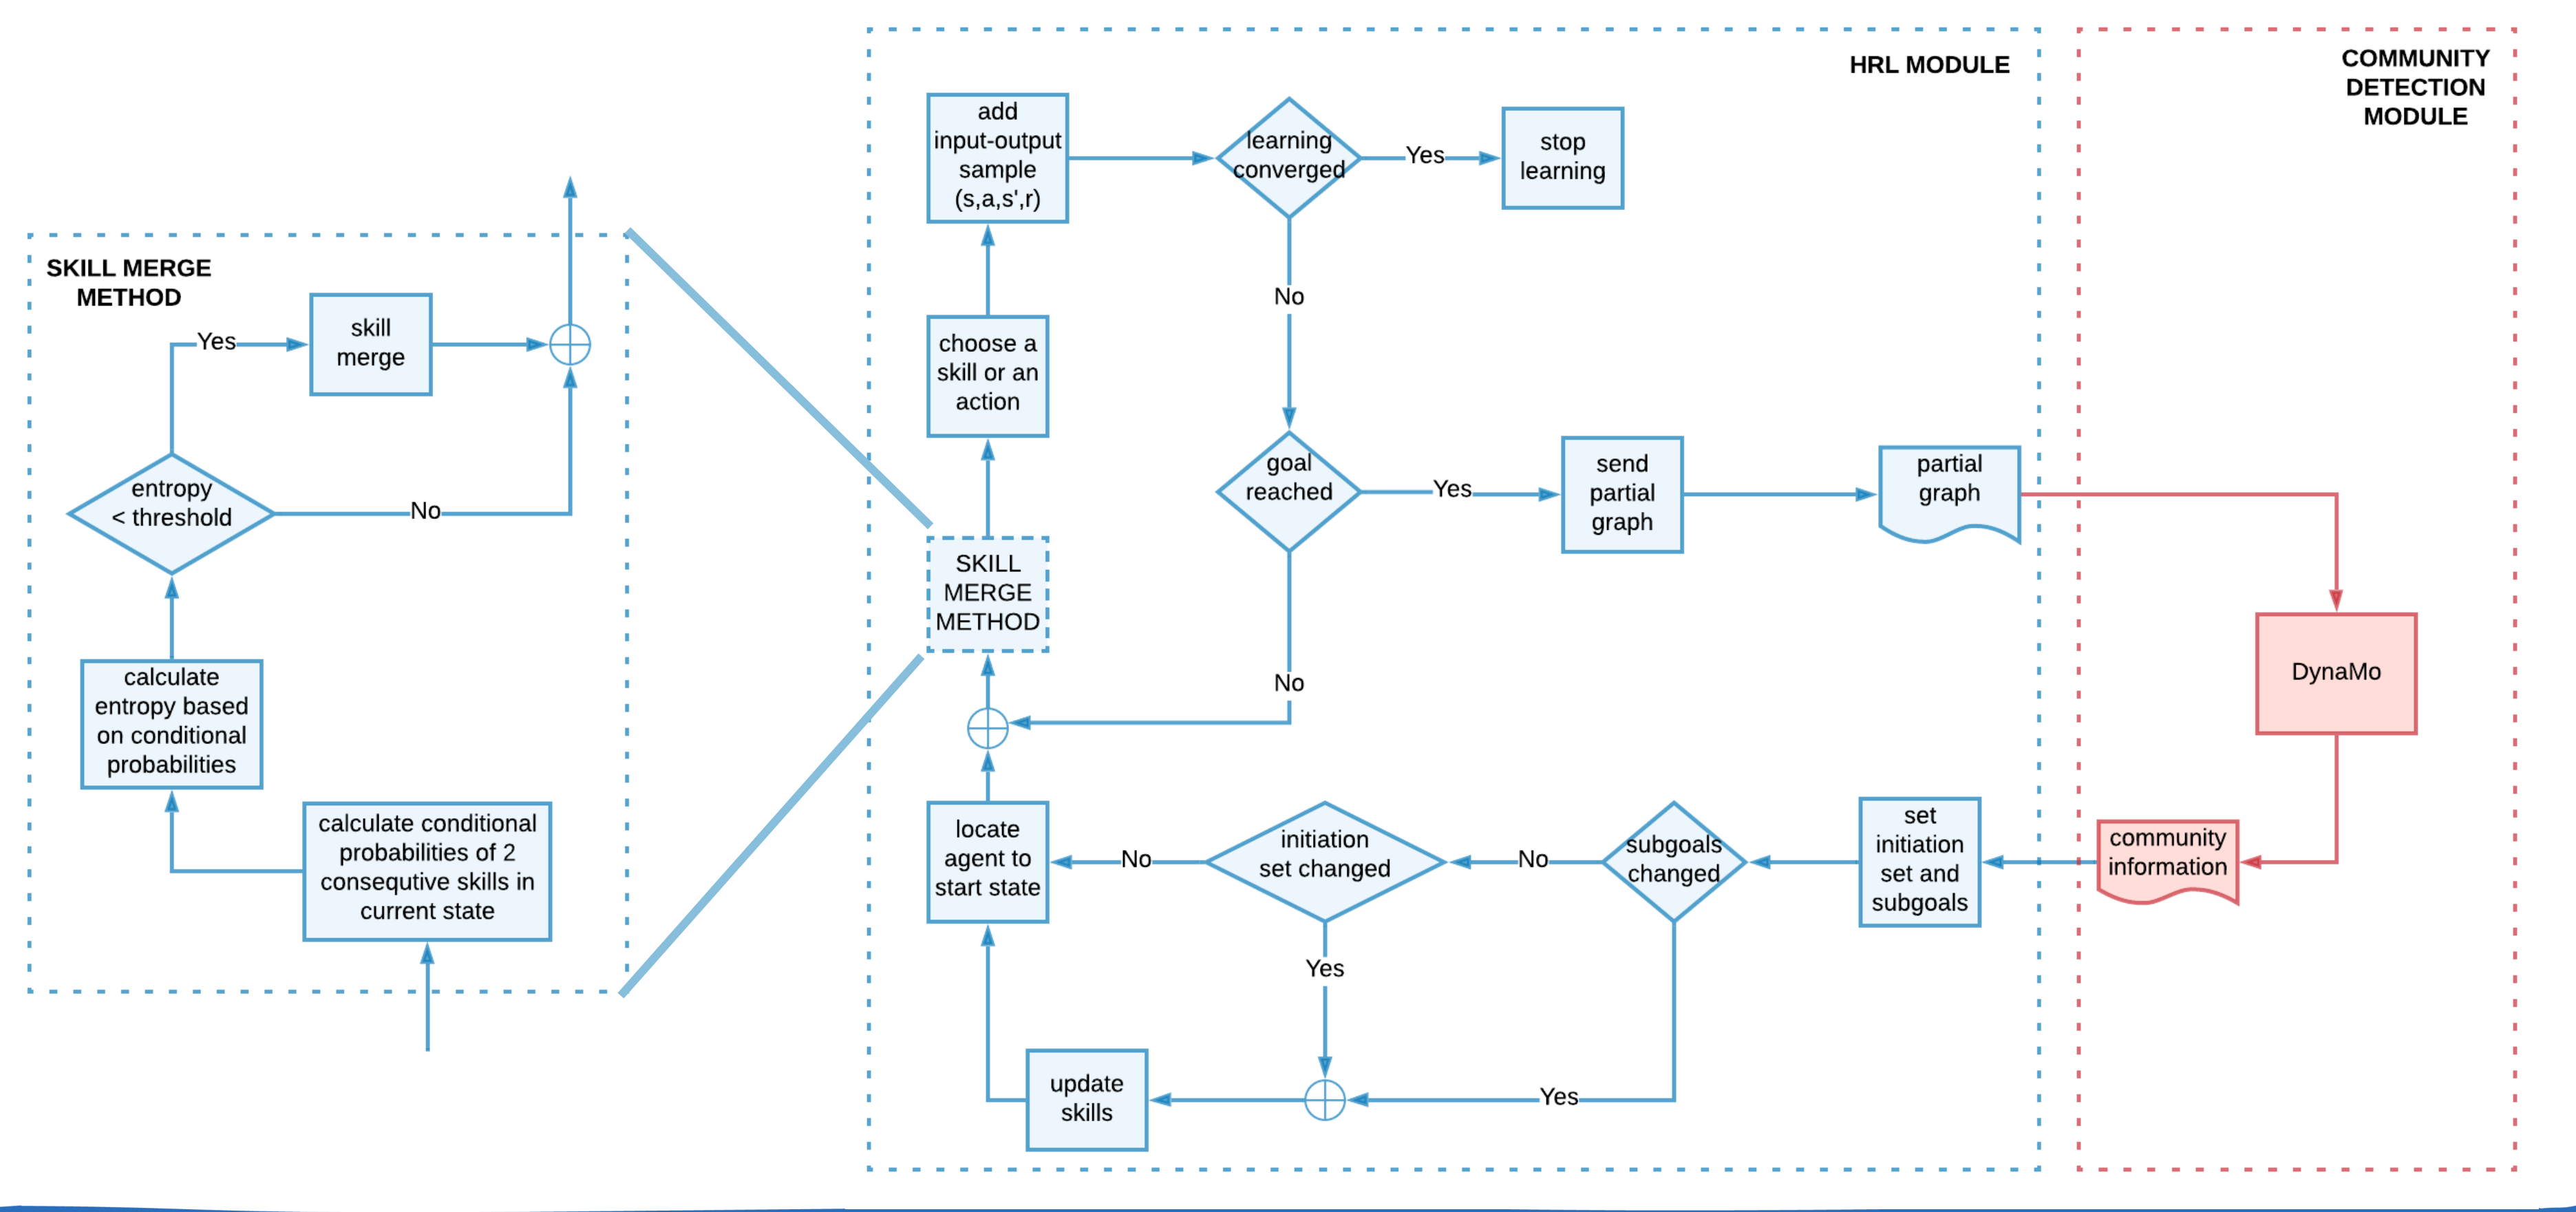 SKILL MERGE
METHOD
Yes
skill
merge
entropy
< threshold
No
calculate
entropy based
on conditional
probabilities
calculate conditional
probabilities of 2
consequtive skills in
current state
HRL MODULE
add
input-output
sample
(s,a,s',r)
learning
converged
Yes
stop
learning
No
choose a
skill or an
action
goal
reached
Yes
send
partial
graph
partial
graph
SKILL
MERGE
METHOD
No
locate
agent to
start state
No
initiation
set changed
No
subgoals
changed
set
initiation
set and
subgoals
Yes
update
skills
Yes
COMMUNITY
DETECTION
MODULE
DynaMo
community
information